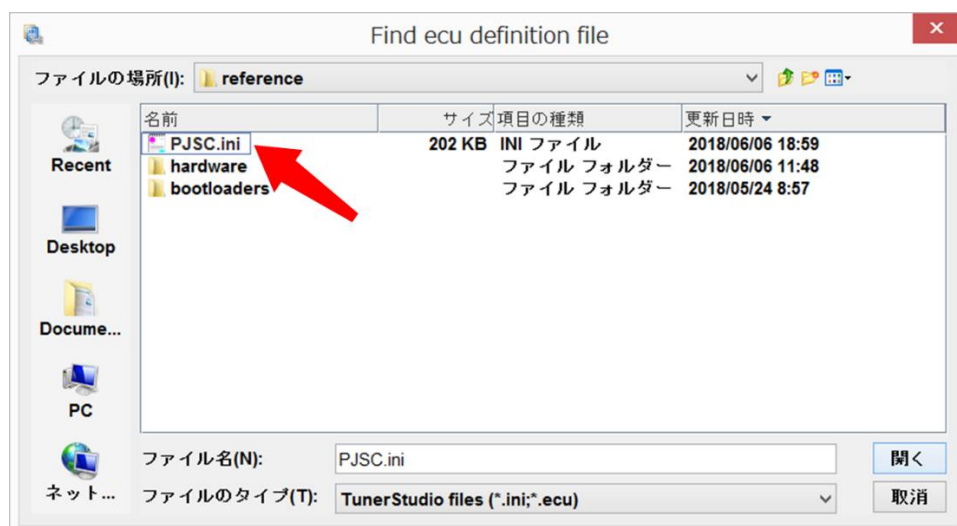 Find ecu definition file
ファイルの場所(I): reference
名前 サイズ 項目の種類 更新日時
PJSC.ini 202 KB INI ファイル 2018/06/06 18:59
hardware ファイル フォルダー 2018/06/06 11:48
bootloaders ファイル フォルダー 2018/05/24 8:57
Recent
Desktop
Docume...
PC
ネット...
ファイル名(N): PJSC.ini 開く
ファイルのタイプ(T): TunerStudio files (*.ini;*.ecu) 取消